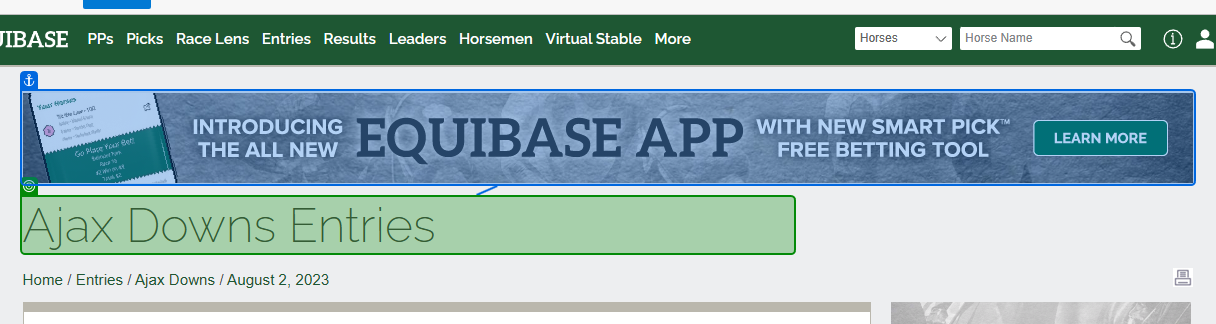 UIBASE PPs Picks Race Lens Entries Results Leaders Horsemen Virtual Stable More Horses Horse Name
Your Horses
INTRODUCING
THE ALL NEW
EQUIBASE APP
WITH NEW SMART PICK™
FREE BETTING TOOL
LEARN MORE
Go Place Your Bet!
Ajax Downs Entries
Home / Entries / Ajax Downs / August 2, 2023